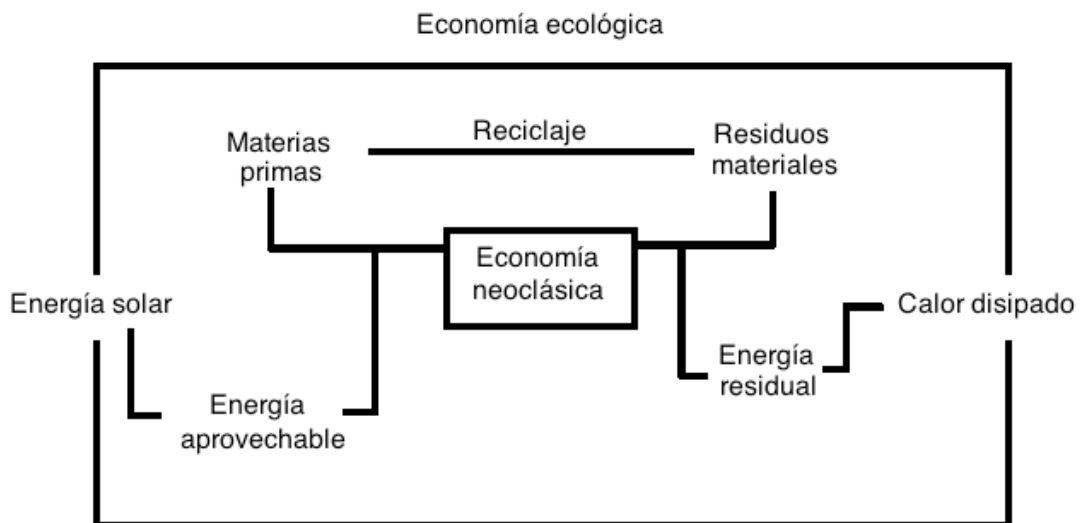 Economía ecológica
Materias
primas
Reciclaje
Residuos
materiales
Economía
neoclásica
Energía solar
Calor disipado
Energía
residual
Energía
aprovechable